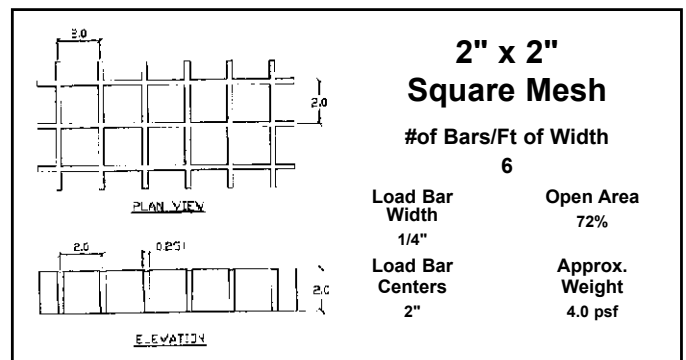 2.0
2.0
PLAN VIEW
2.0
2.0
ELEVATION
2" x 2"
Square Mesh
#of Bars/Ft of Width
6
Load Bar Width
1/4"
Open Area
72%
Load Bar Centers
2"
Approx. Weight
4.0 psf